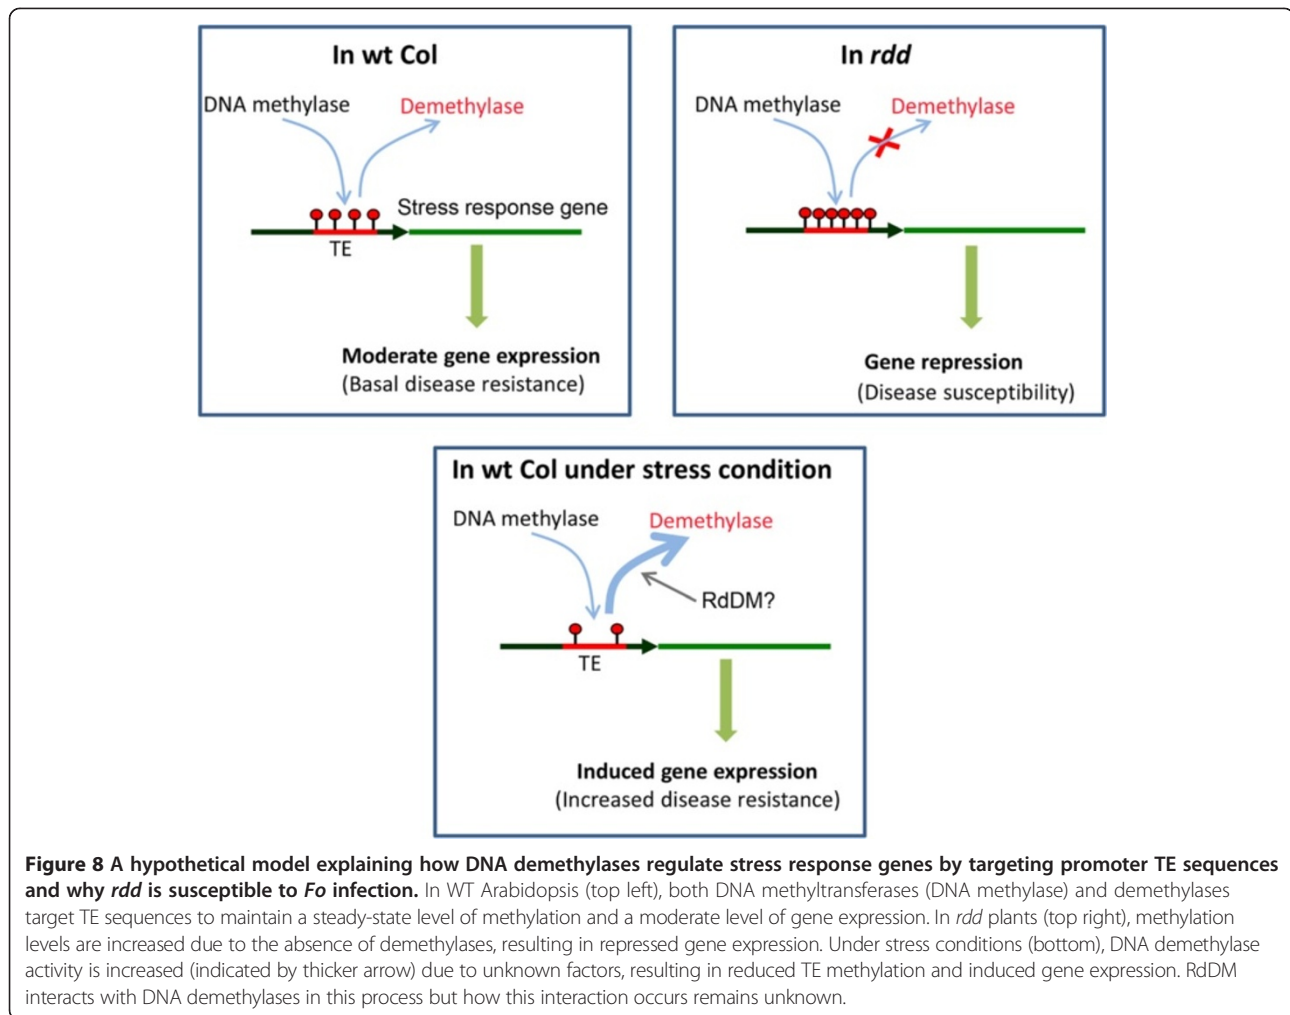 In wt Col
DNA methylase
Demethylase
Stress response gene
TE
Moderate gene expression
(Basal disease resistance)
In rdd
DNA methylase
Demethylase
Gene repression
(Disease susceptibility)
In wt Col under stress condition
DNA methylase
Demethylase
RdDM?
TE
Induced gene expression
(Increased disease resistance)
Figure 8 A hypothetical model explaining how DNA demethylases regulate stress response genes by targeting promoter TE sequences
and why rdd is susceptible to Fo infection. In WT Arabidopsis (top left), both DNA methyltransferases (DNA methylase) and demethylases
target TE sequences to maintain a steady-state level of methylation and a moderate level of gene expression. In rdd plants (top right), methylation
levels are increased due to the absence of demethylases, resulting in repressed gene expression. Under stress conditions (bottom), DNA demethylase
activity is increased (indicated by thicker arrow) due to unknown factors, resulting in reduced TE methylation and induced gene expression. RdDM
interacts with DNA demethylases in this process but how this interaction occurs remains unknown.